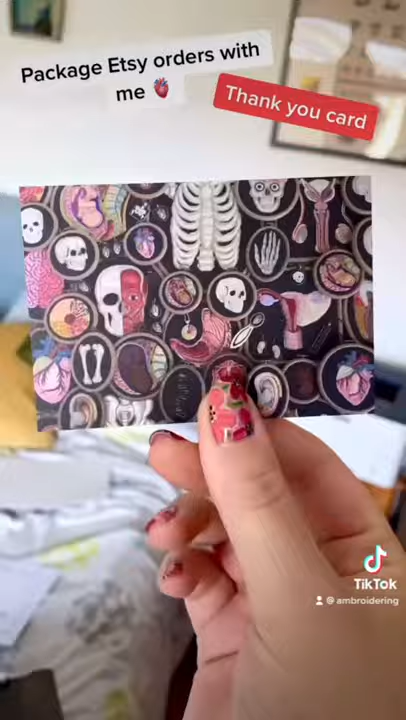 Package Etsy orders with
me 🫀
Thank you card
TikTok
@ ambroidering